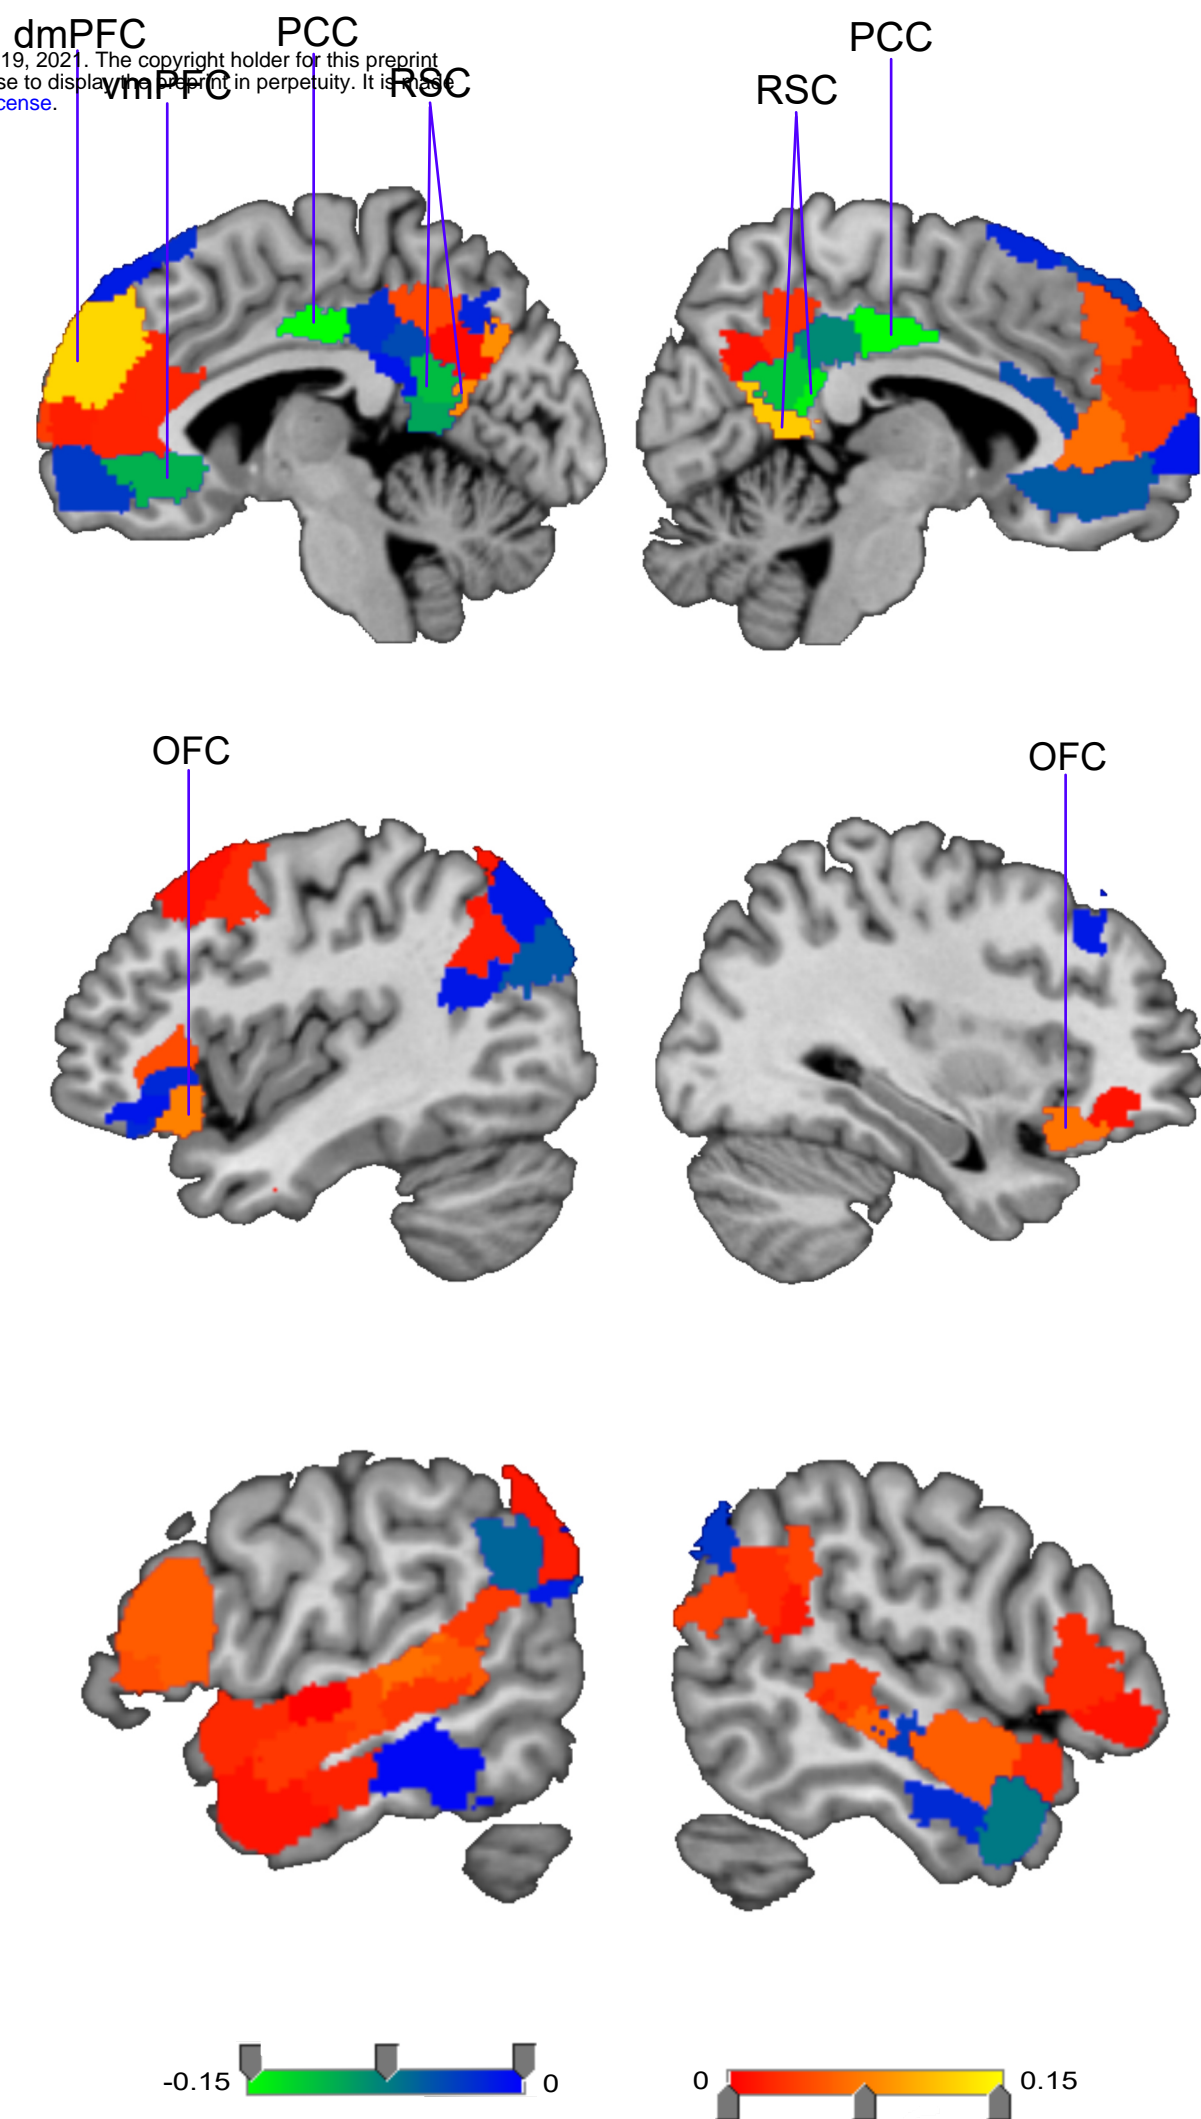 dmPFC
PCC
PCC
19, 2021. The copyright holder for this preprint
se to display the preprint in perpetuity. It is made
vmPFC
RSC
RSC
cense.
OFC
OFC
-0.15
0
0
0.15